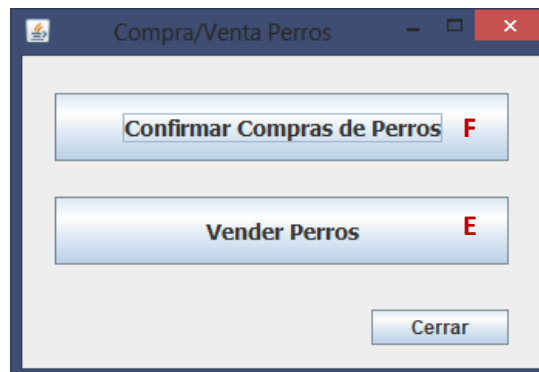 Compra/Venta Perros
Confirmar Compras de Perros F
Vender Perros E
Cerrar